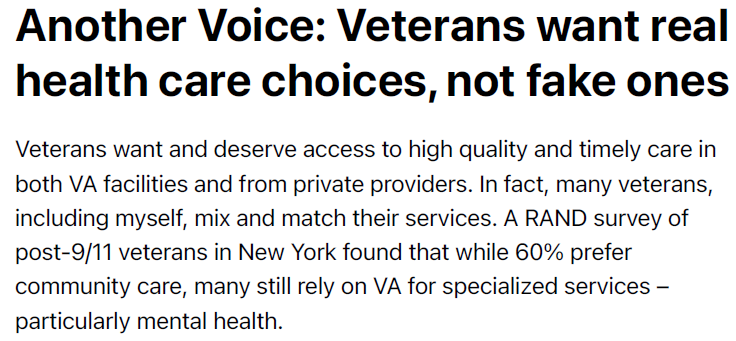 Another Voice: Veterans want real
health care choices, not fake ones
Veterans want and deserve access to high quality and timely care in
both VA facilities and from private providers. In fact, many veterans,
including myself, mix and match their services. A RAND survey of
post-9/11 veterans in New York found that while 60% prefer
community care, many still rely on VA for specialized services –
particularly mental health.